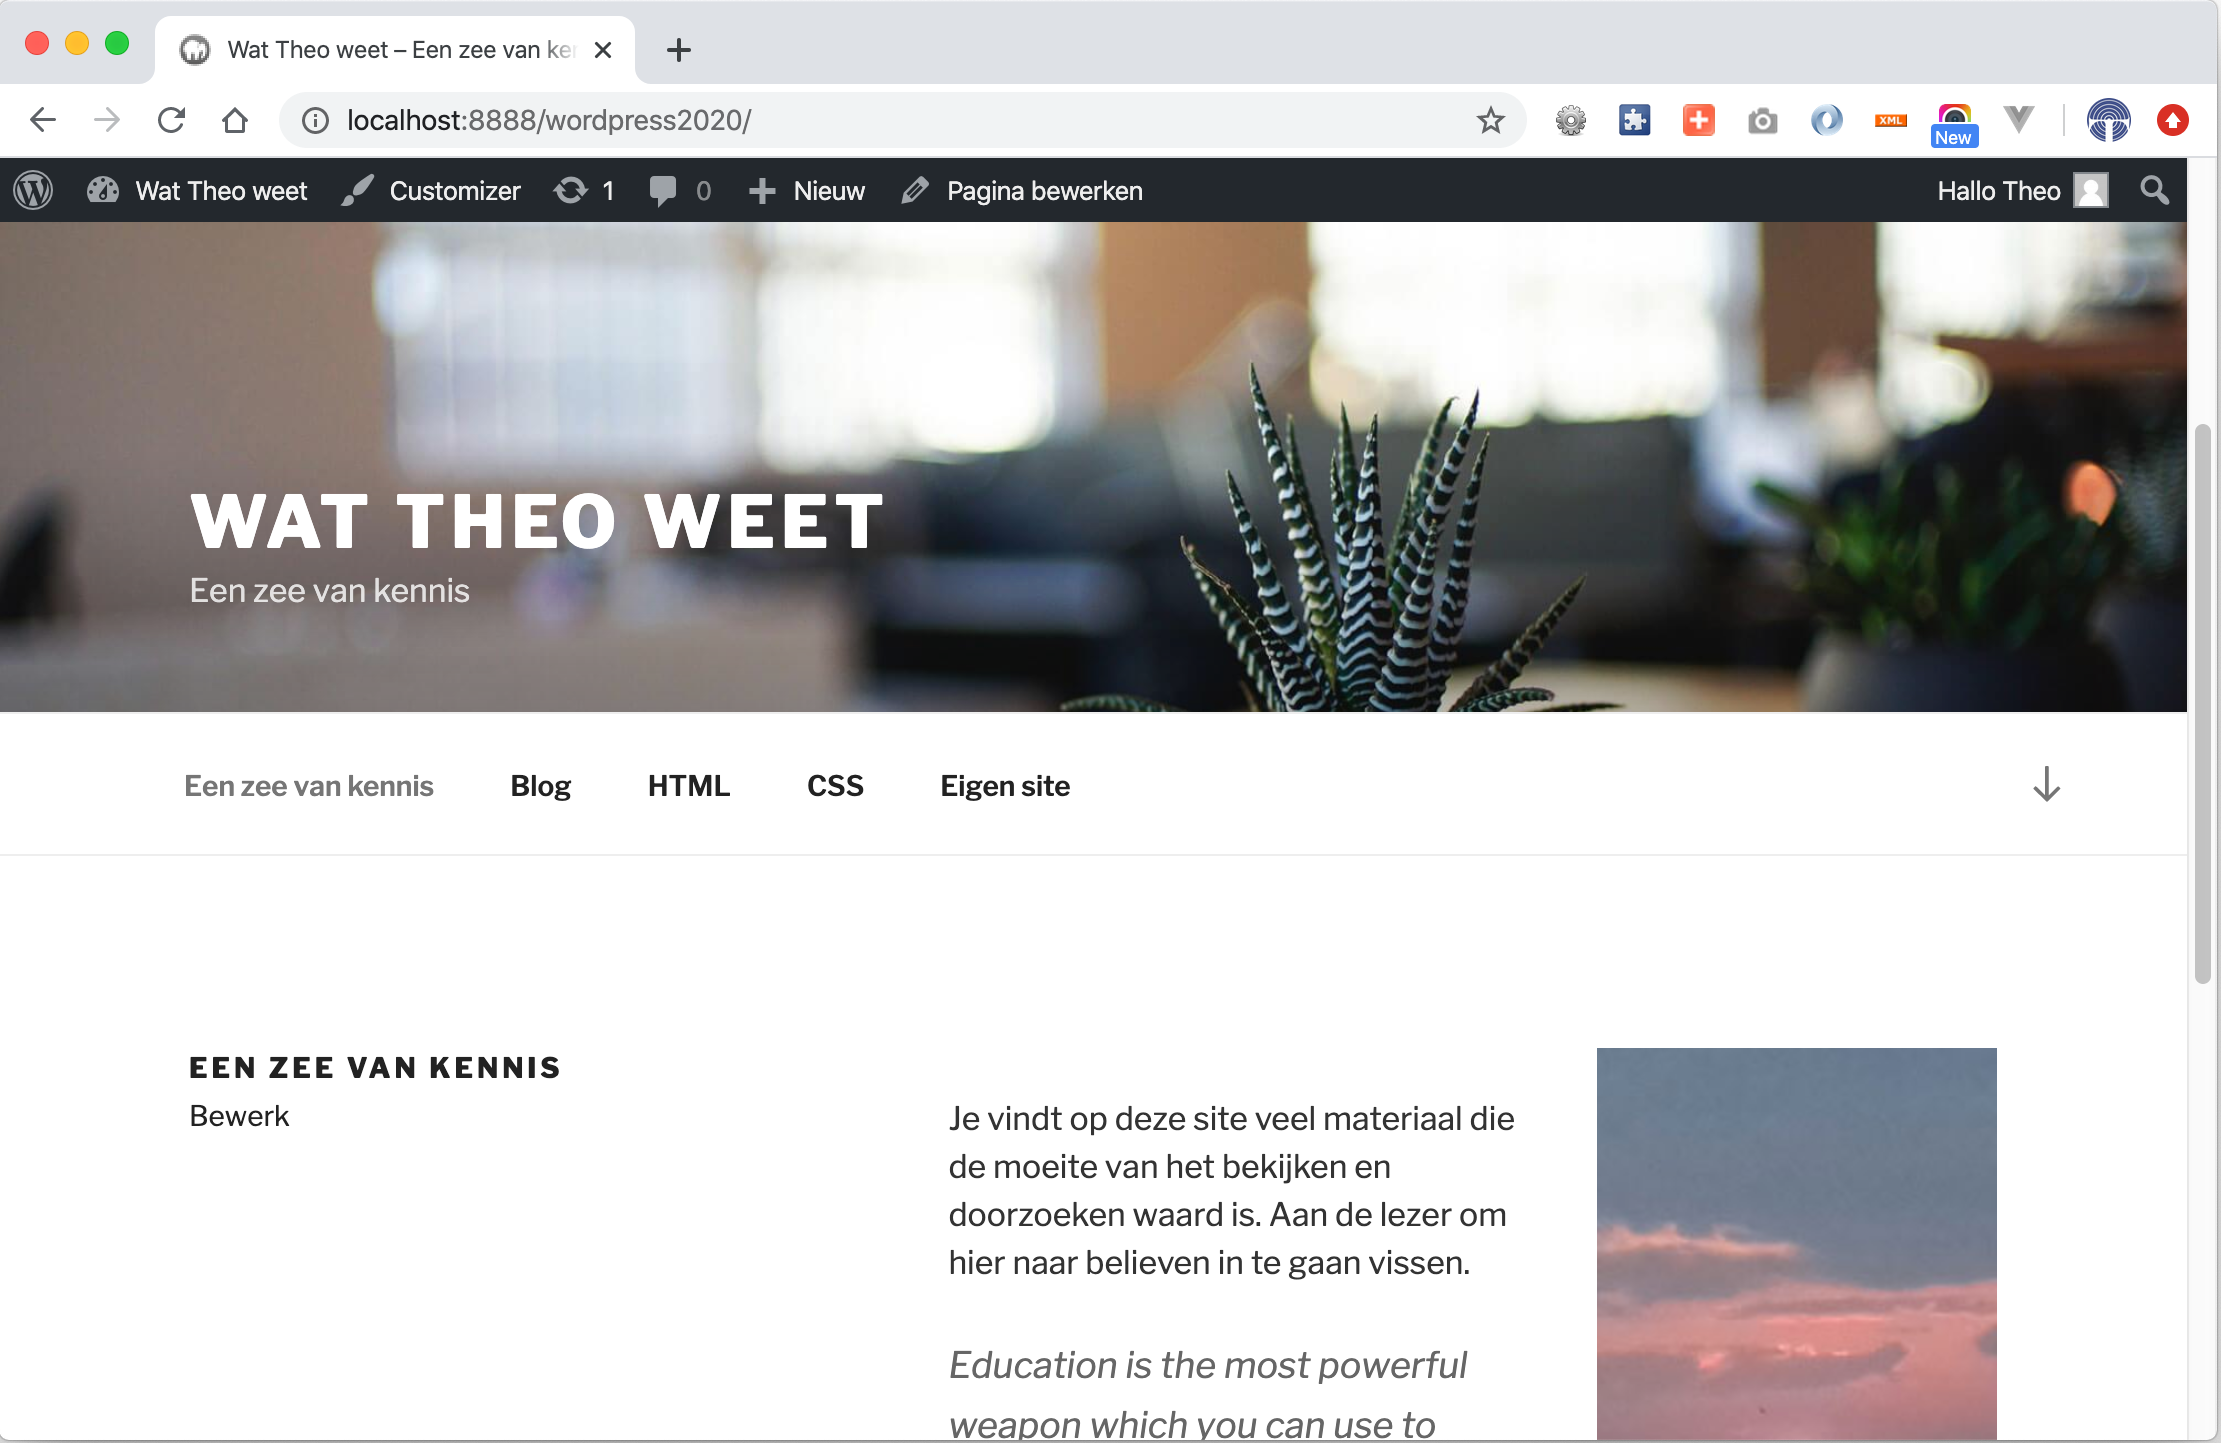 Wat Theo weet – Een zee van ke
localhost:8888/wordpress2020/
XML
New
Wat Theo weet Customizer 1 0 Nieuw Pagina bewerken Hallo Theo
WAT THEO WEET
Een zee van kennis
Een zee van kennis Blog HTML CSS Eigen site
EEN ZEE VAN KENNIS
Bewerk
Je vindt op deze site veel materiaal die
de moeite van het bekijken en
doorzoeken waard is. Aan de lezer om
hier naar believen in te gaan vissen.
Education is the most powerful
weapon which you can use to